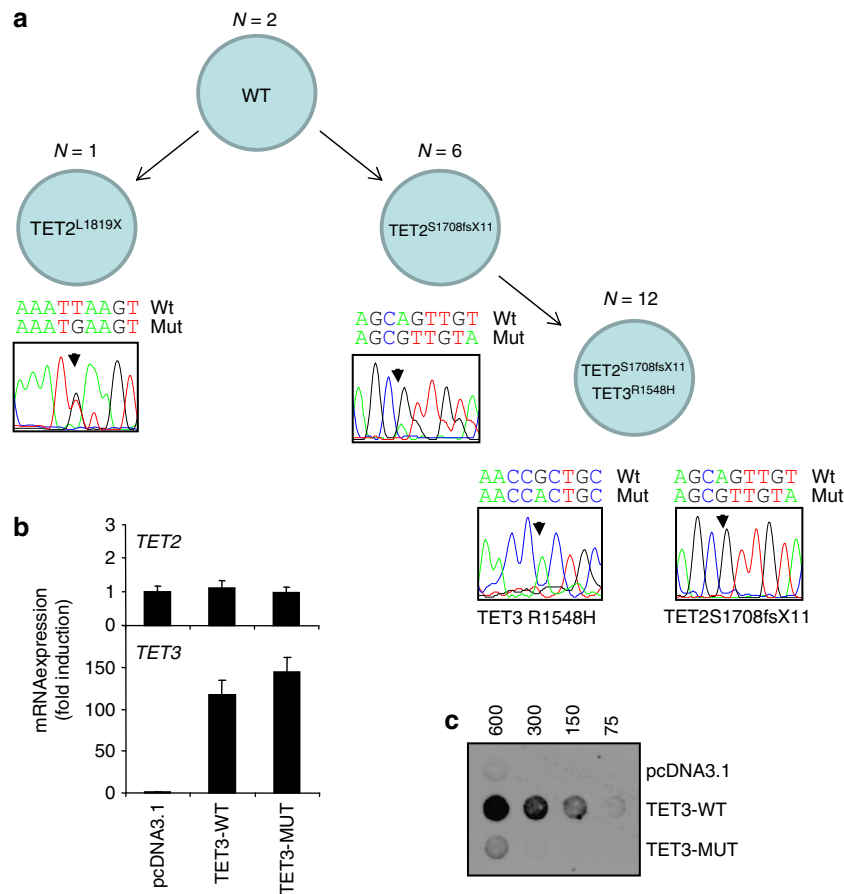 a
N = 2
WT
N = 1
N = 6
TET2L1819X
TET2S1708fsX11
AAATTAAGT Wt
AAATGAAGT Mut
AGCAGTTGT Wt
AGCGTTGTA Mut
N = 12
TET2S1708fsX11
TET3R1548H
AACCGCTGC Wt
AACCACTGC Mut
AGCAGTTGT Wt
AGCGTTGTA Mut
TET3 R1548H
TET2S1708fsX11
b
TET2
3
2
1
0
TET3
150
100
50
0
mRNAexpression
(fold induction)
pcDNA3.1
TET3-WT
TET3-MUT
c
600
300
150
75
pcDNA3.1
TET3-WT
TET3-MUT